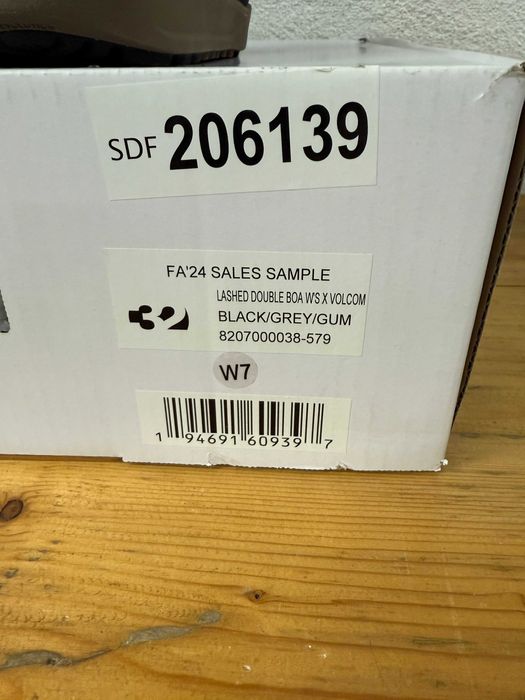 SDF 206139
FA'24 SALES SAMPLE
32
LASHED DOUBLE BOA W'S X VOLCOM
BLACK/GREY/GUM
8207000038-579
W7
1 94691 60939 7